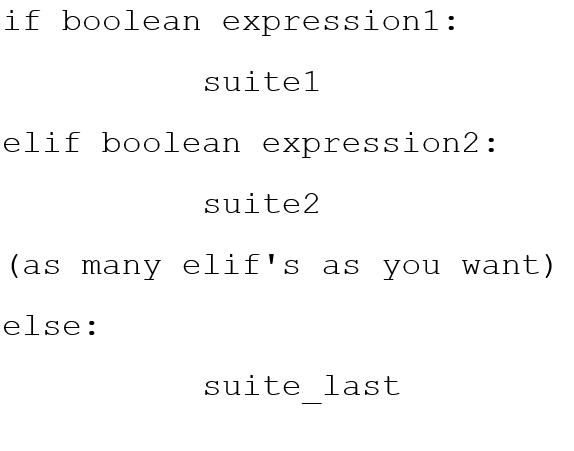 if boolean expression1:
suite1
elif boolean expression2:
suite2
(as many elif's as you want)
else:
suite_last